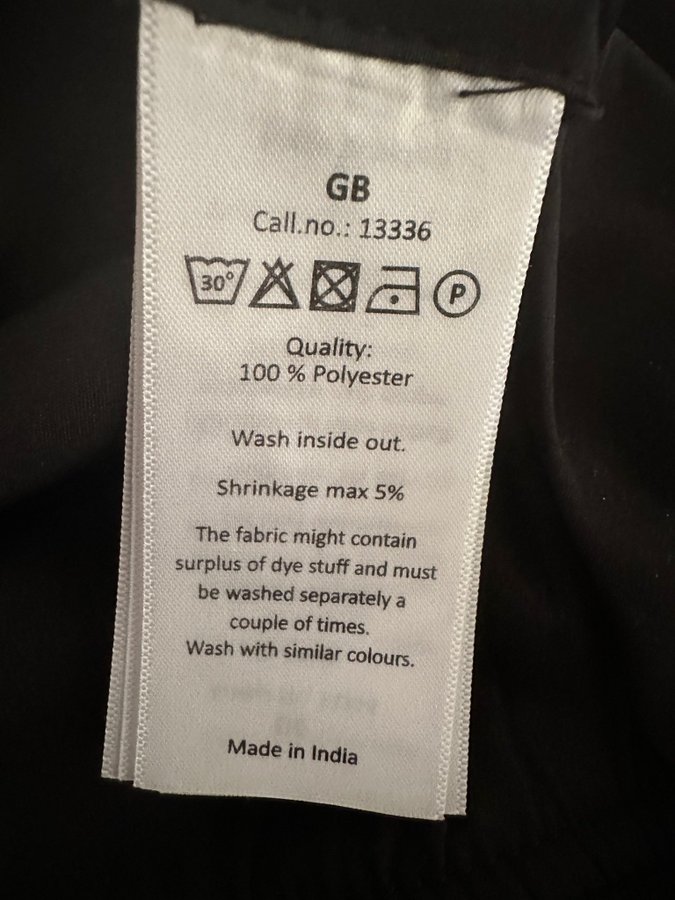 GB
Call.no.: 13336
30°
P
Quality:
100 % Polyester
Wash inside out.
Shrinkage max 5%
The fabric might contain
surplus of dye stuff and must
be washed separately a
couple of times.
Wash with similar colours.
Made in India